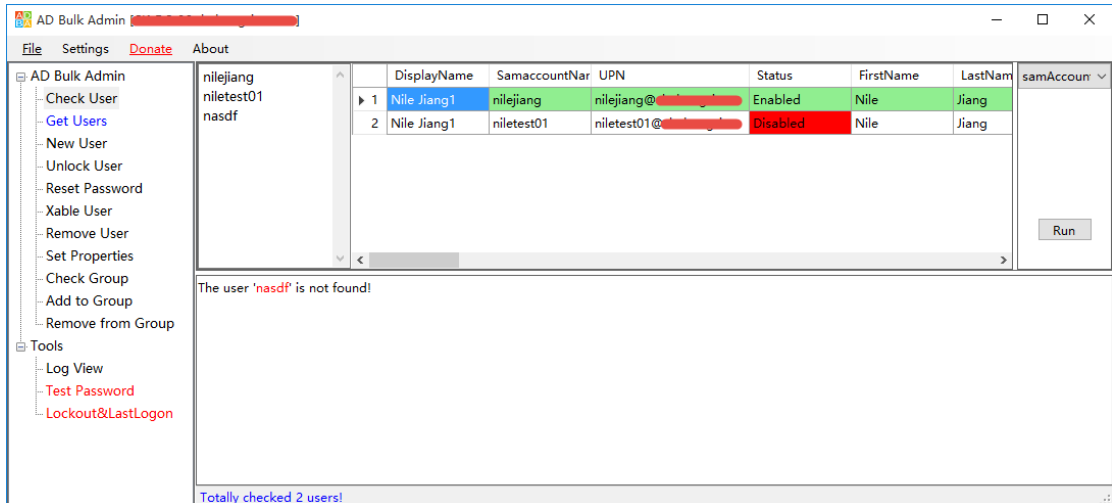 AD Bulk Admin [
]
File Settings Donate About
AD Bulk Admin
Check User
Get Users
New User
Unlock User
Reset Password
Xable User
Remove User
Set Properties
Check Group
Add to Group
Remove from Group
Tools
Log View
Test Password
Lockout&LastLogon
nilejiang
niletest01
nasdf
DisplayName SamaccountNar UPN Status FirstName LastNam
1 Nile Jiang1 nilejiang nilejiang@ Enabled Nile Jiang
2 Nile Jiang1 niletest01 niletest01@ Disabled Nile Jiang
samAccoun
Run
The user 'nasdf' is not found!
Totally checked 2 users!